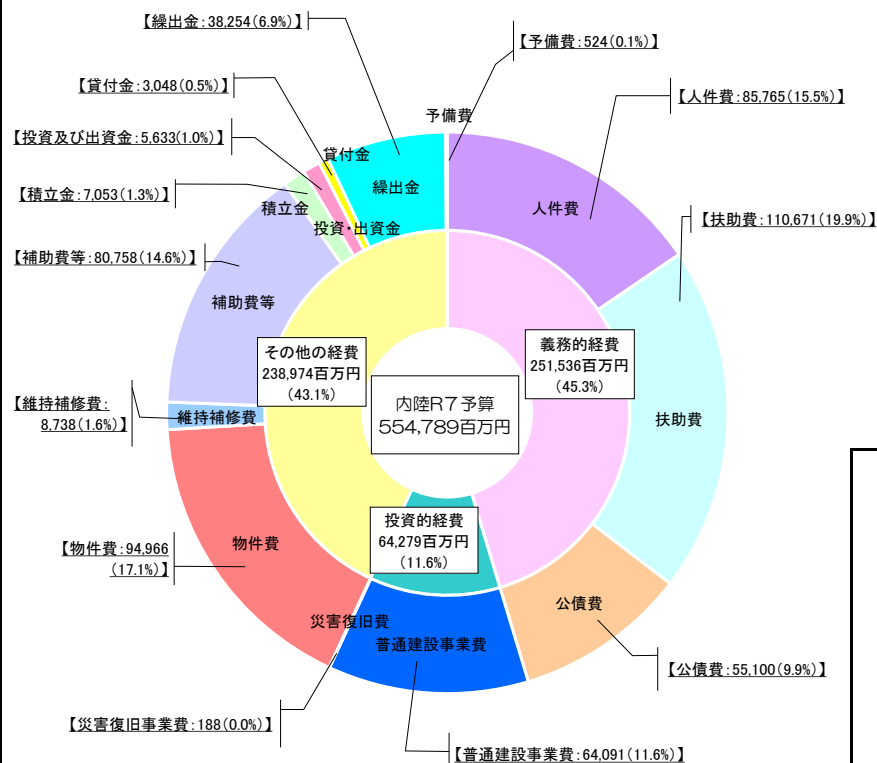 【繰出金:38,254(6.9%)】
【予備費:524(0.1%)】
【貸付金:3,048(0.5%)】
【人件費:85,765(15.5%)】
予備費
【投資及び出資金:5,633(1.0%)】
貸付金
繰出金
人件費
【積立金:7,053(1.3%)】
積立金
投資・出資金
【扶助費:110,671(19.9%)】
【補助費等:80,758(14.6%)】
補助費等
その他の経費
238,974百万円
(43.1%)
義務的経費
251,536百万円
(45.3%)
内陸R7予算
554,789百万円
【維持補修費:
8,738(1.6%)】
維持補修費
扶助費
投資的経費
64,279百万円
(11.6%)
物件費
【物件費:94,966
(17.1%)】
公債費
災害復旧費
普通建設事業費
【公債費:55,100(9.9%)】
【災害復旧事業費:188(0.0%)】
【普通建設事業費:64,091(11.6%)】